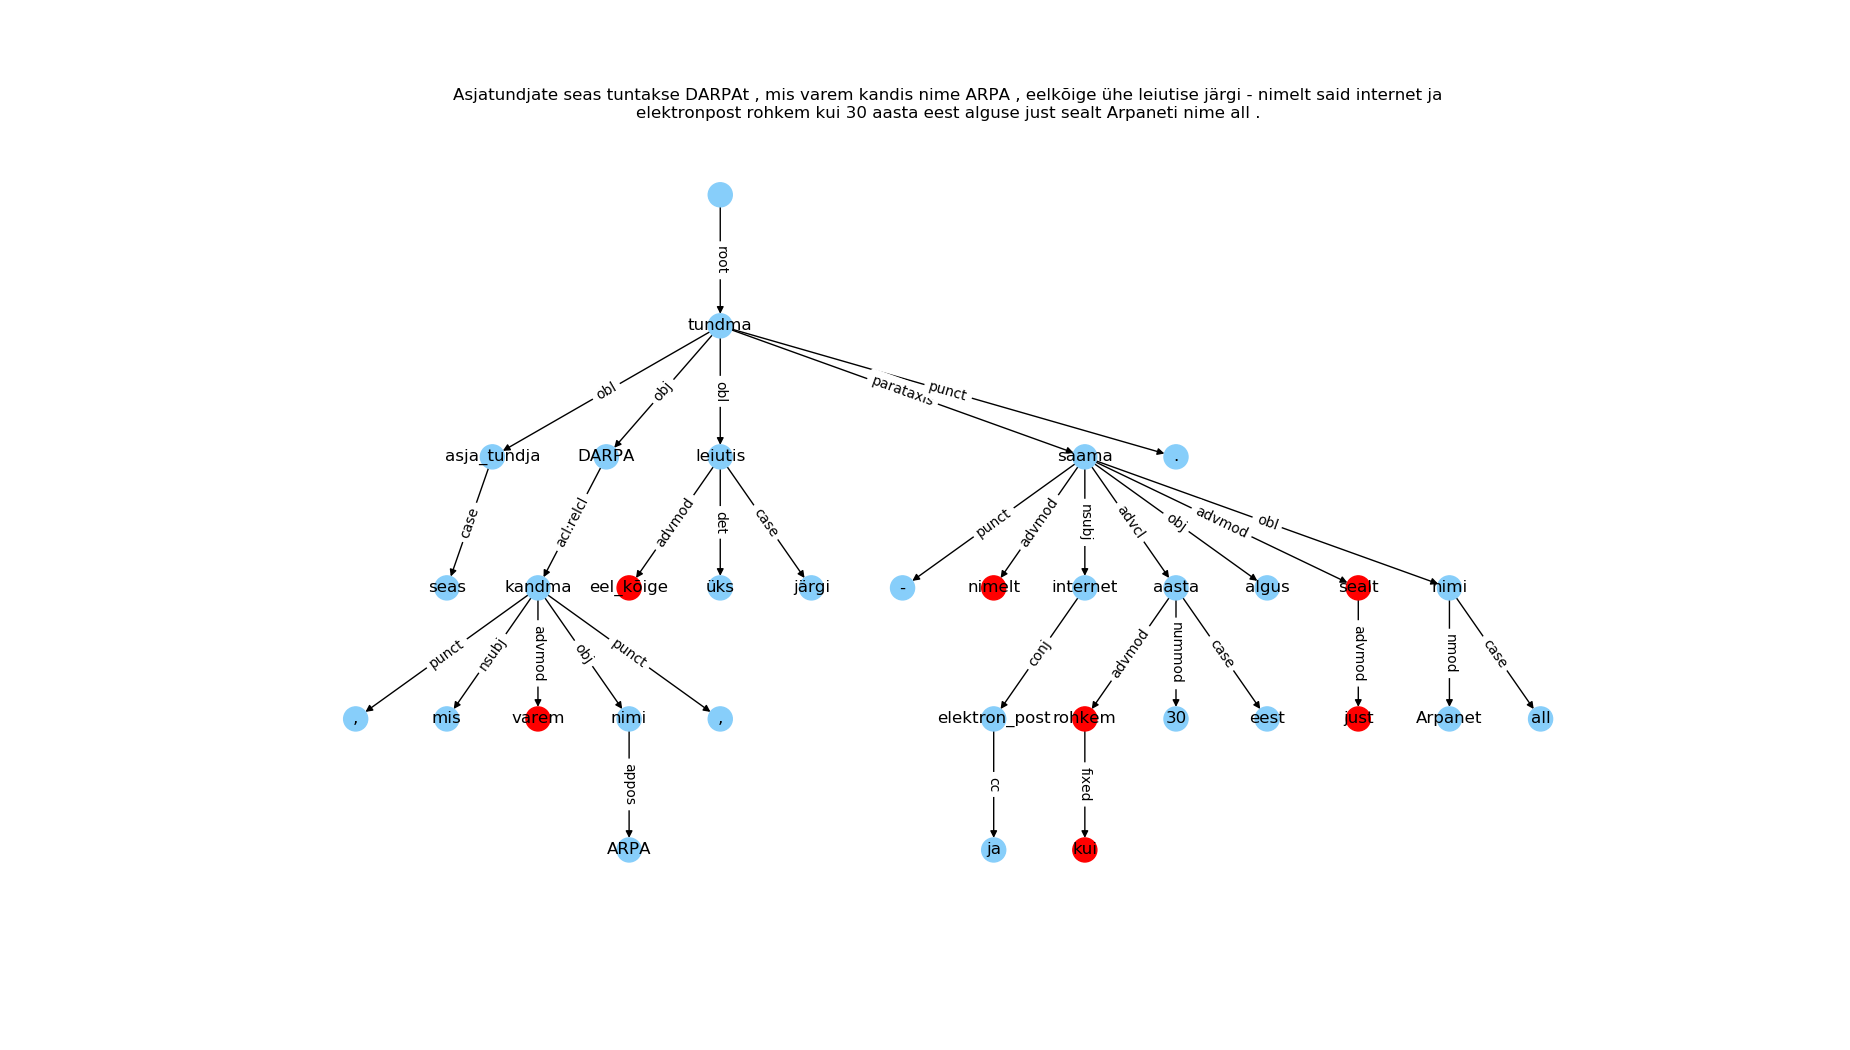 Asjatundjate seas tuntakse DARPAt , mis varem kandis nime ARPA , eelkõige ühe leiutise järgi - nimelt said internet ja
elektronpost rohkem kui 30 aasta eest alguse just sealt Arpaneti nime all .
root
tundma
obl obj obl parataxis punct
asja_tundja DARPA leiutis saama .
case acl:relcl advmod det case punct advmod nsubj advcl obj advmod obl
seas kandma eel_kõige üks järgi - nimelt internet aasta algus sealt nimi
punct nsubj advmod obj punct conj advmod nummod case advmod nmod case
, mis varem nimi , elektron_post rohkem 30 eest just Arpanet all
appos cc fixed
ARPA ja kui